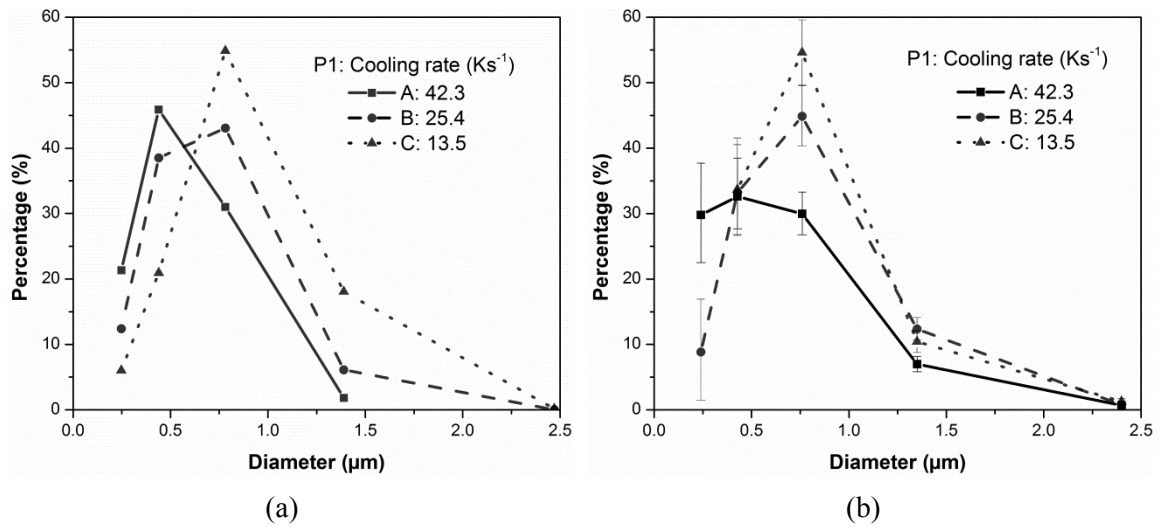 60
50
40
30
20
10
0
Percentage (%)
P1: Cooling rate (Ks⁻¹)
A: 42.3
B: 25.4
C: 13.5
0.0 0.5 1.0 1.5 2.0 2.5
Diameter (µm)
(a)
60
50
40
30
20
10
0
Percentage (%)
P1: Cooling rate (Ks⁻¹)
A: 42.3
B: 25.4
C: 13.5
0.0 0.5 1.0 1.5 2.0 2.5
Diameter (µm)
(b)